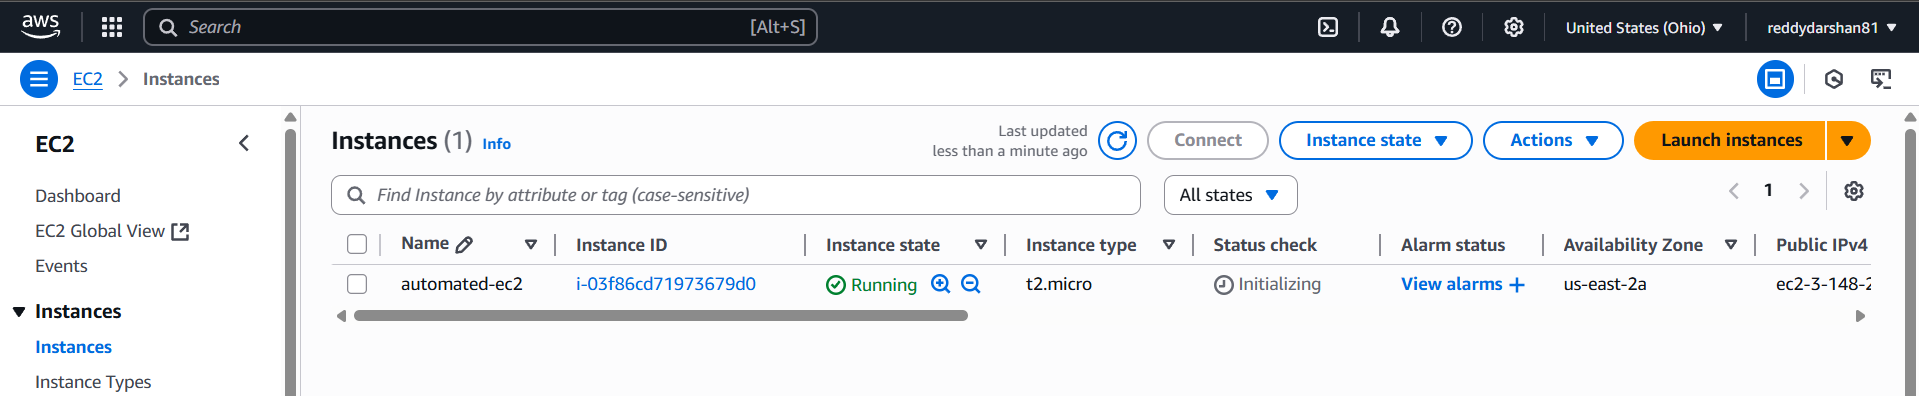 aws Search [Alt+S] United States (Ohio) reddydarshan81
EC2 Instances
EC2
Dashboard
EC2 Global View
Events
Instances
Instances
Instance Types
Instances (1) Info
Last updated
less than a minute ago
Connect Instance state Actions Launch instances
Find Instance by attribute or tag (case-sensitive) All states 1
Name Instance ID Instance state Instance type Status check Alarm status Availability Zone Public IPv4
automated-ec2 i-03f86cd71973679d0 Running t2.micro Initializing View alarms + us-east-2a ec2-3-148-2